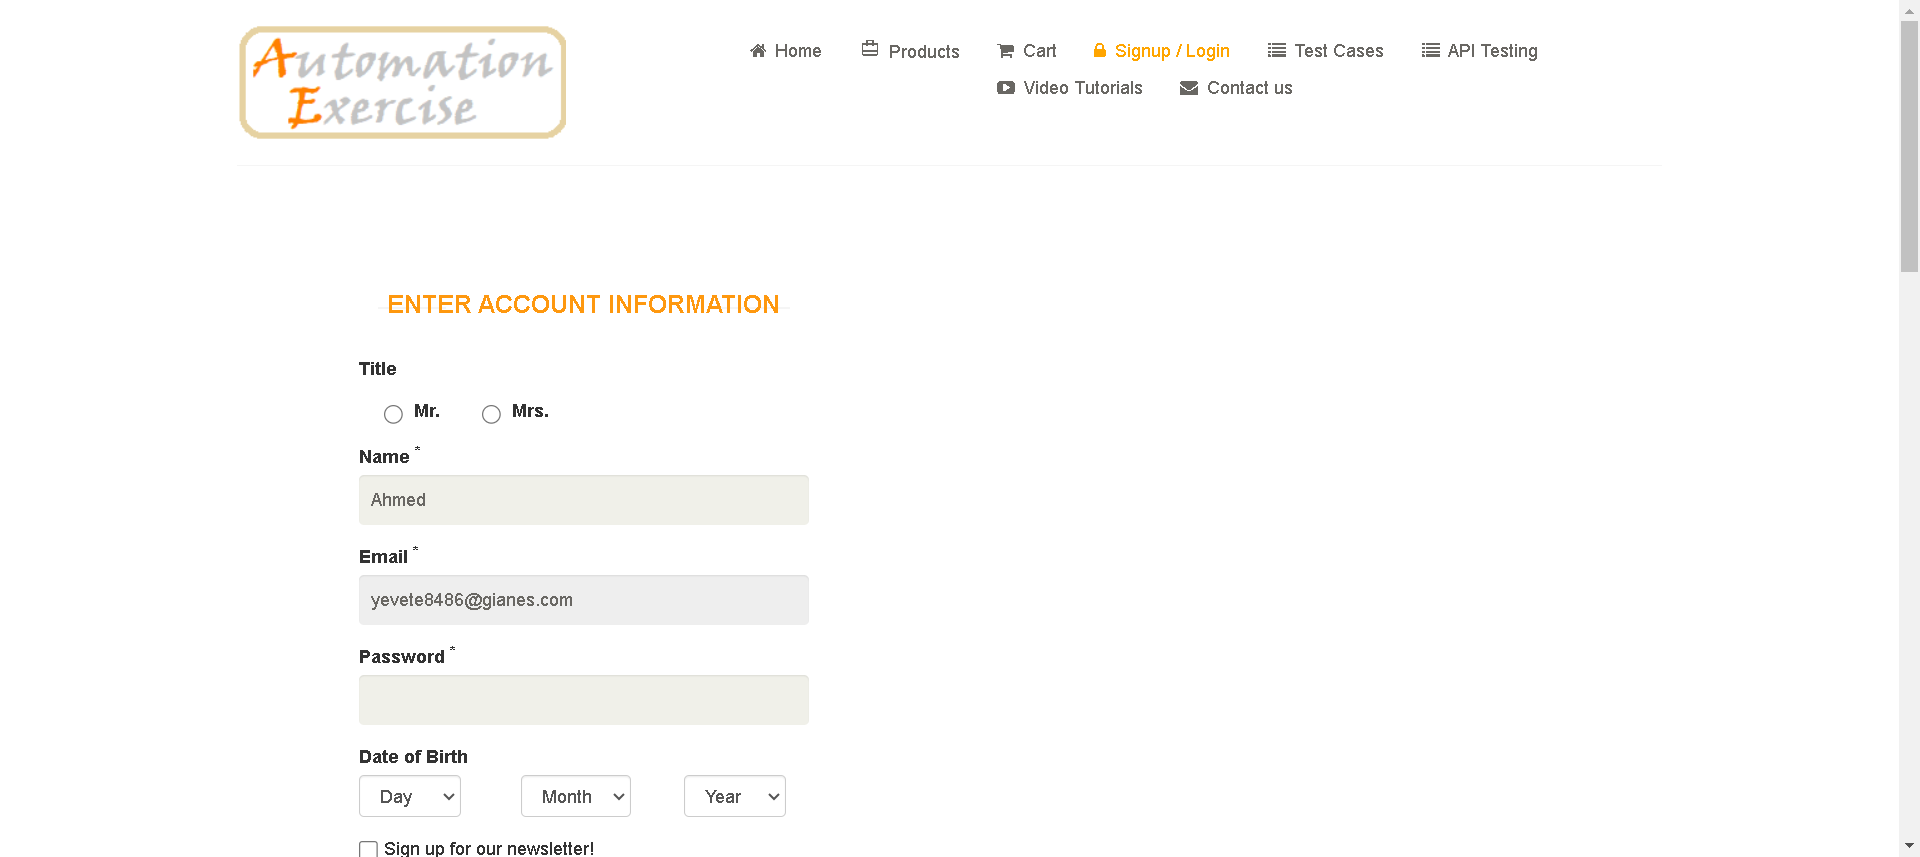 Automation
Exercise
Home Products Cart Signup / Login Test Cases API Testing
Video Tutorials Contact us
ENTER ACCOUNT INFORMATION
Title
Mr. Mrs.
Name *
Ahmed
Email *
yevete8486@gianes.com
Password *
Date of Birth
Day Month Year
Sign up for our newsletter!